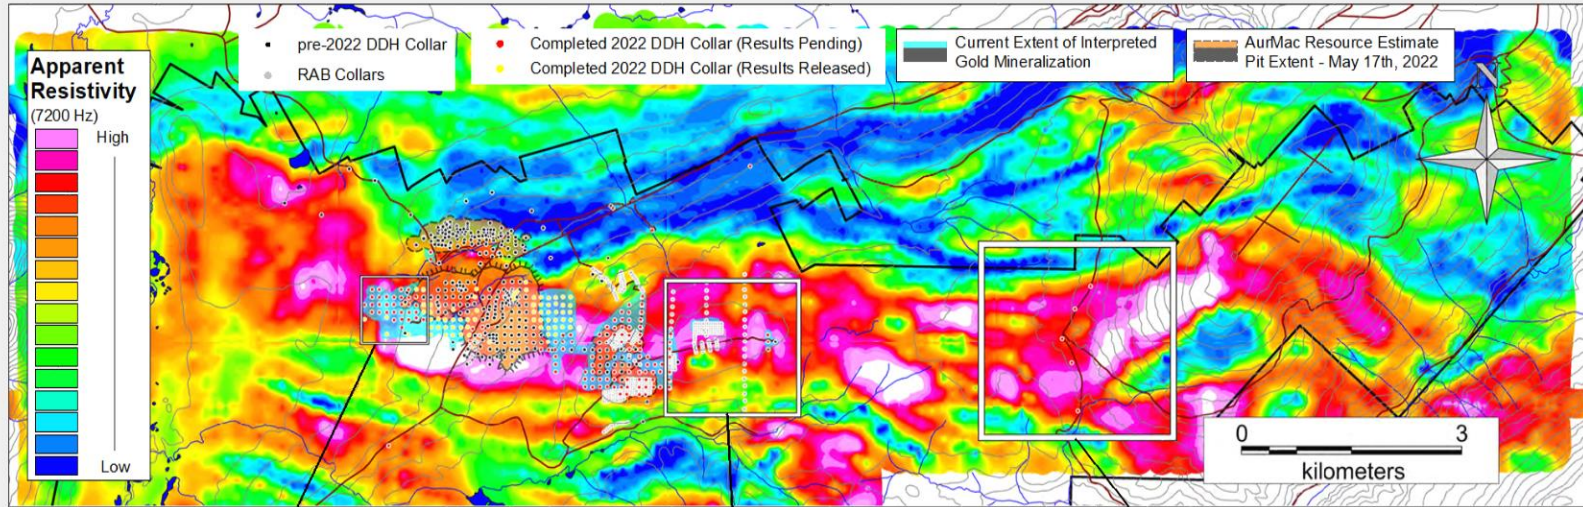 Apparent
Resistivity
(7200 Hz)
High
Low
pre-2022 DDH Collar
RAB Collars
Completed 2022 DDH Collar (Results Pending)
Completed 2022 DDH Collar (Results Released)
Current Extent of Interpreted
Gold Mineralization
AurMac Resource Estimate
Pit Extent - May 17th, 2022
N
0
3
kilometers